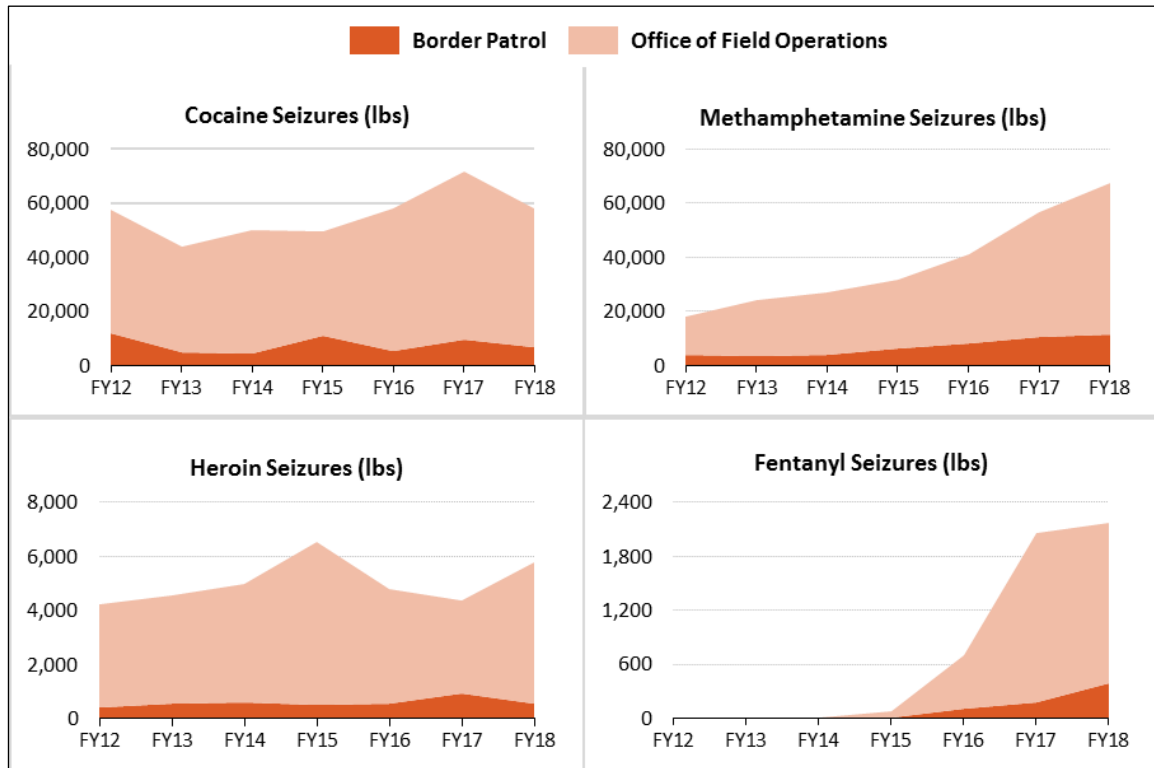 Border Patrol Office of Field Operations
Cocaine Seizures (lbs)
80,000
60,000
40,000
20,000
0
FY12 FY13 FY14 FY15 FY16 FY17 FY18
Methamphetamine Seizures (lbs)
80,000
60,000
40,000
20,000
0
FY12 FY13 FY14 FY15 FY16 FY17 FY18
Heroin Seizures (lbs)
8,000
6,000
4,000
2,000
0
FY12 FY13 FY14 FY15 FY16 FY17 FY18
Fentanyl Seizures (lbs)
2,400
1,800
1,200
600
0
FY12 FY13 FY14 FY15 FY16 FY17 FY18